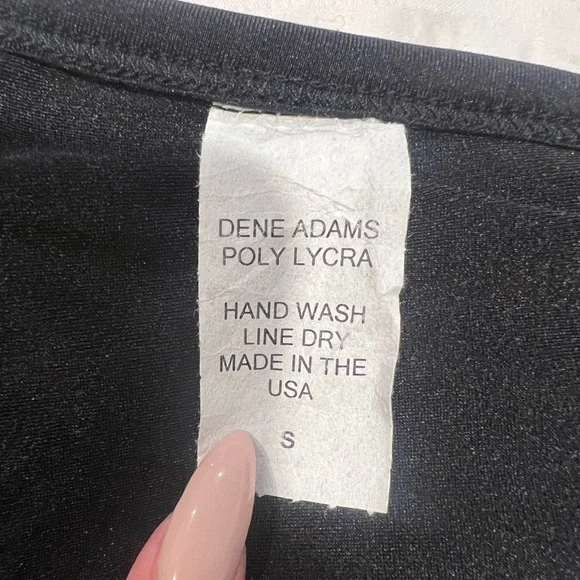 DENE ADAMS
POLY LYCRA
HAND WASH
LINE DRY
MADE IN THE
USA
S